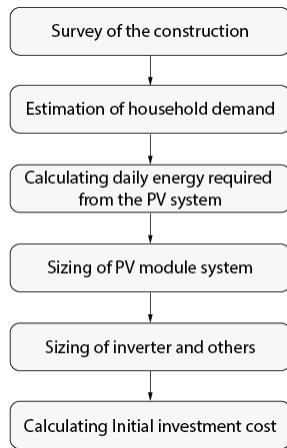 Survey of the construction
Estimation of household demand
Calculating daily energy required
from the PV system
Sizing of PV module system
Sizing of inverter and others
Calculating Initial investment cost